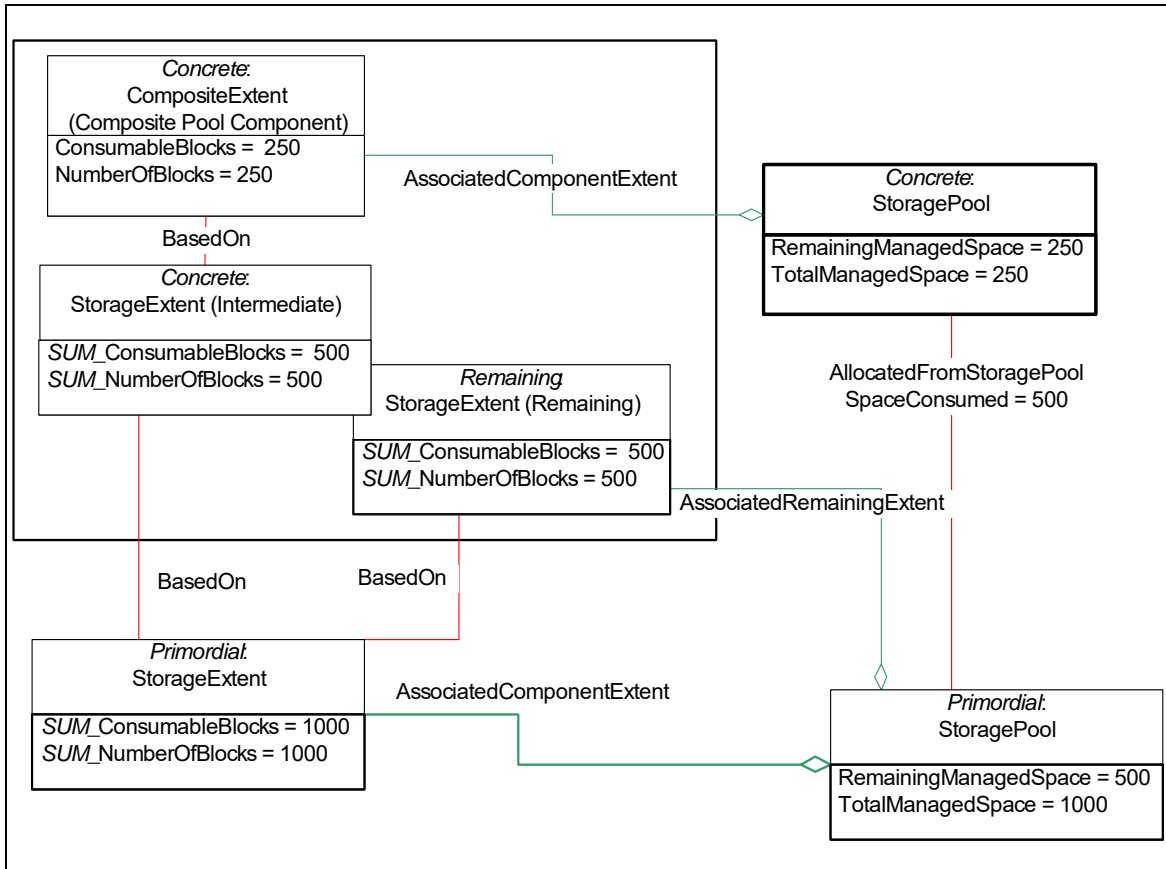 Concrete:
CompositeExtent
(Composite Pool Component)
ConsumableBlocks = 250
NumberOfBlocks = 250
AssociatedComponentExtent
Concrete:
StoragePool
RemainingManagedSpace = 250
TotalManagedSpace = 250
BasedOn
Concrete:
StorageExtent (Intermediate)
SUM_ConsumableBlocks = 500
SUM_NumberOfBlocks = 500
Remaining:
StorageExtent (Remaining)
SUM_ConsumableBlocks = 500
SUM_NumberOfBlocks = 500
AllocatedFromStoragePool
SpaceConsumed = 500
AssociatedRemainingExtent
BasedOn
BasedOn
Primordial:
StorageExtent
SUM_ConsumableBlocks = 1000
SUM_NumberOfBlocks = 1000
AssociatedComponentExtent
Primordial:
StoragePool
RemainingManagedSpace = 500
TotalManagedSpace = 1000